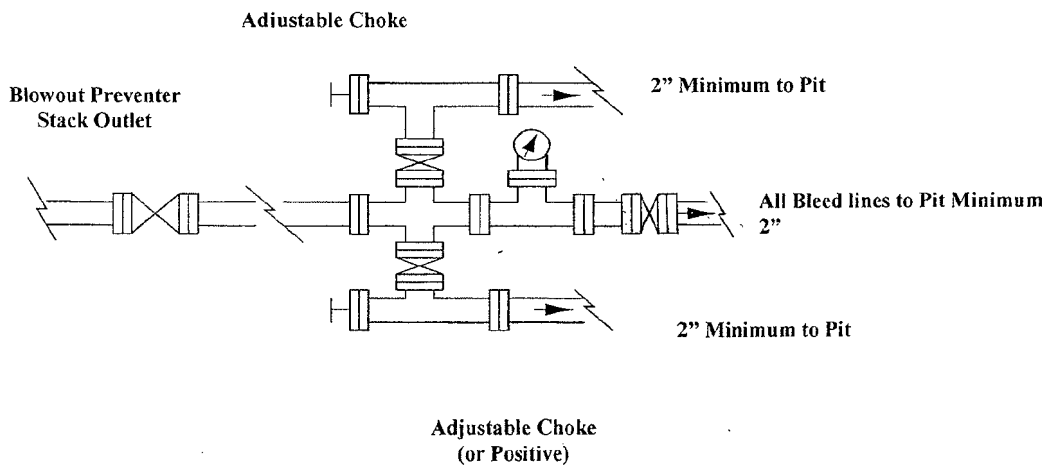 Adjustable Choke
2” Minimum to Pit
Blowout Preventer
Stack Outlet
All Bleed lines to Pit Minimum
2”
2” Minimum to Pit
Adjustable Choke
(or Positive)